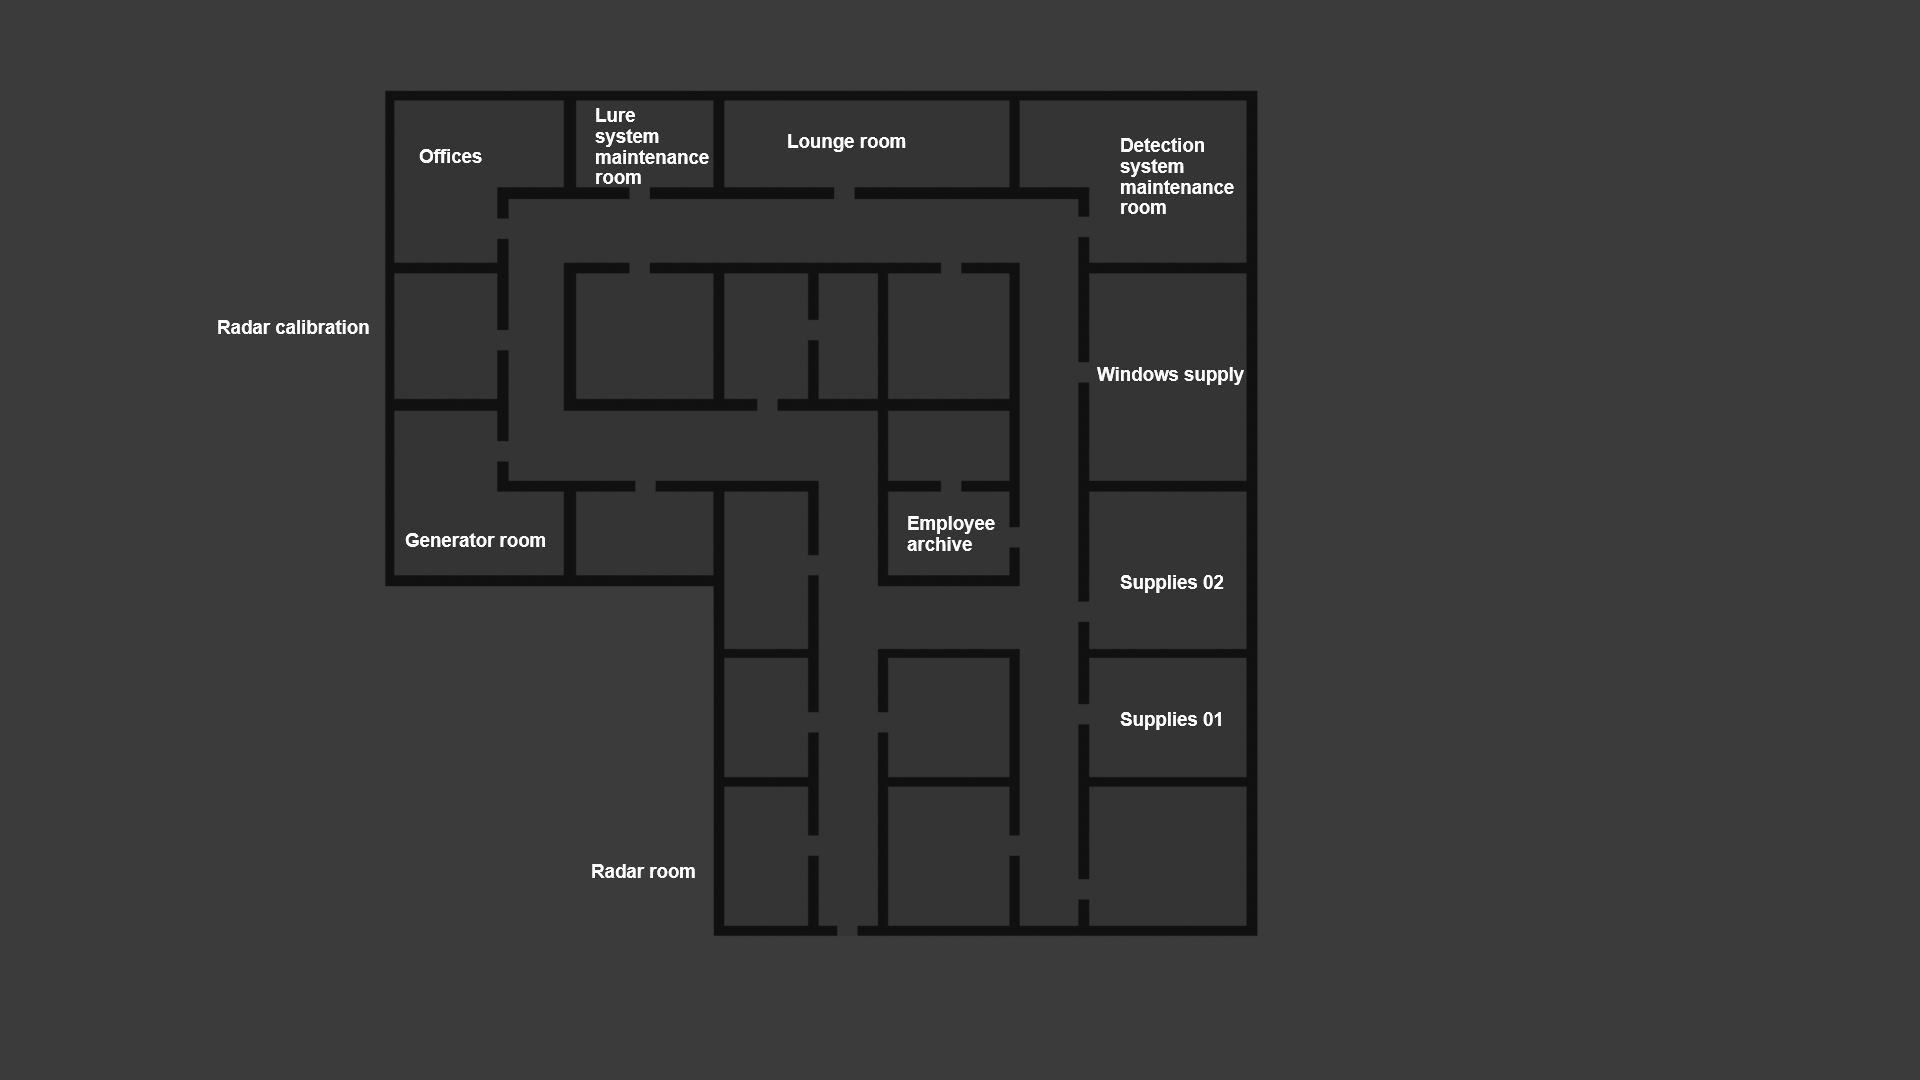 Offices
Lure
system
maintenance
room
Lounge room
Detection
system
maintenance
room
Radar calibration
Windows supply
Generator room
Employee
archive
Supplies 02
Supplies 01
Radar room